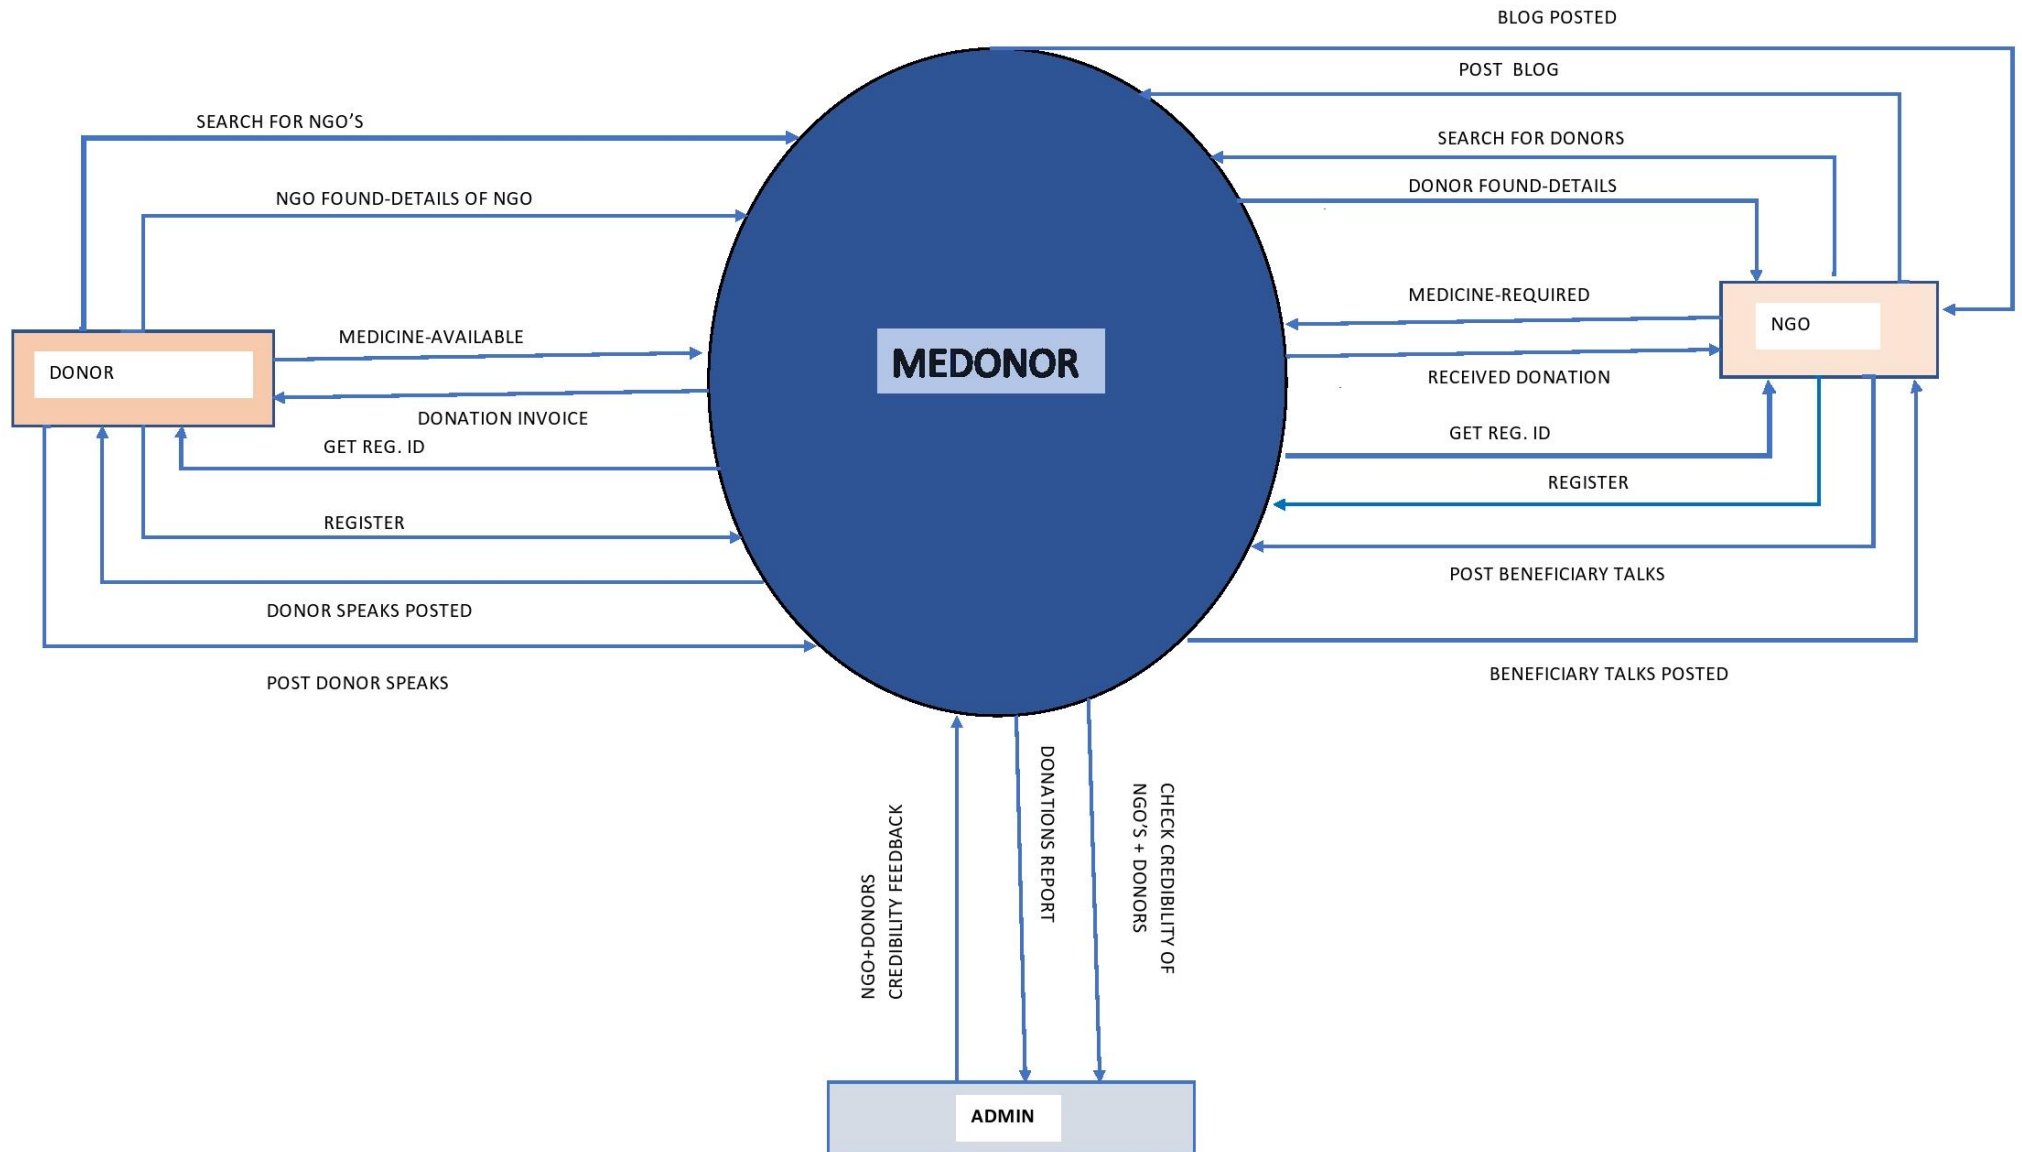 BLOG POSTED
POST BLOG
SEARCH FOR NGO’S
SEARCH FOR DONORS
NGO FOUND-DETAILS OF NGO
DONOR FOUND-DETAILS
MEDICINE-REQUIRED
NGO
MEDICINE-AVAILABLE
MEDONOR
DONOR
RECEIVED DONATION
DONATION INVOICE
GET REG. ID
GET REG. ID
REGISTER
REGISTER
POST BENEFICIARY TALKS
DONOR SPEAKS POSTED
BENEFICIARY TALKS POSTED
POST DONOR SPEAKS
NGO+DONORS
CREDIBILITY FEEDBACK
DONATIONS REPORT
CHECK CREDIBILITY OF
NGO’S + DONORS
ADMIN